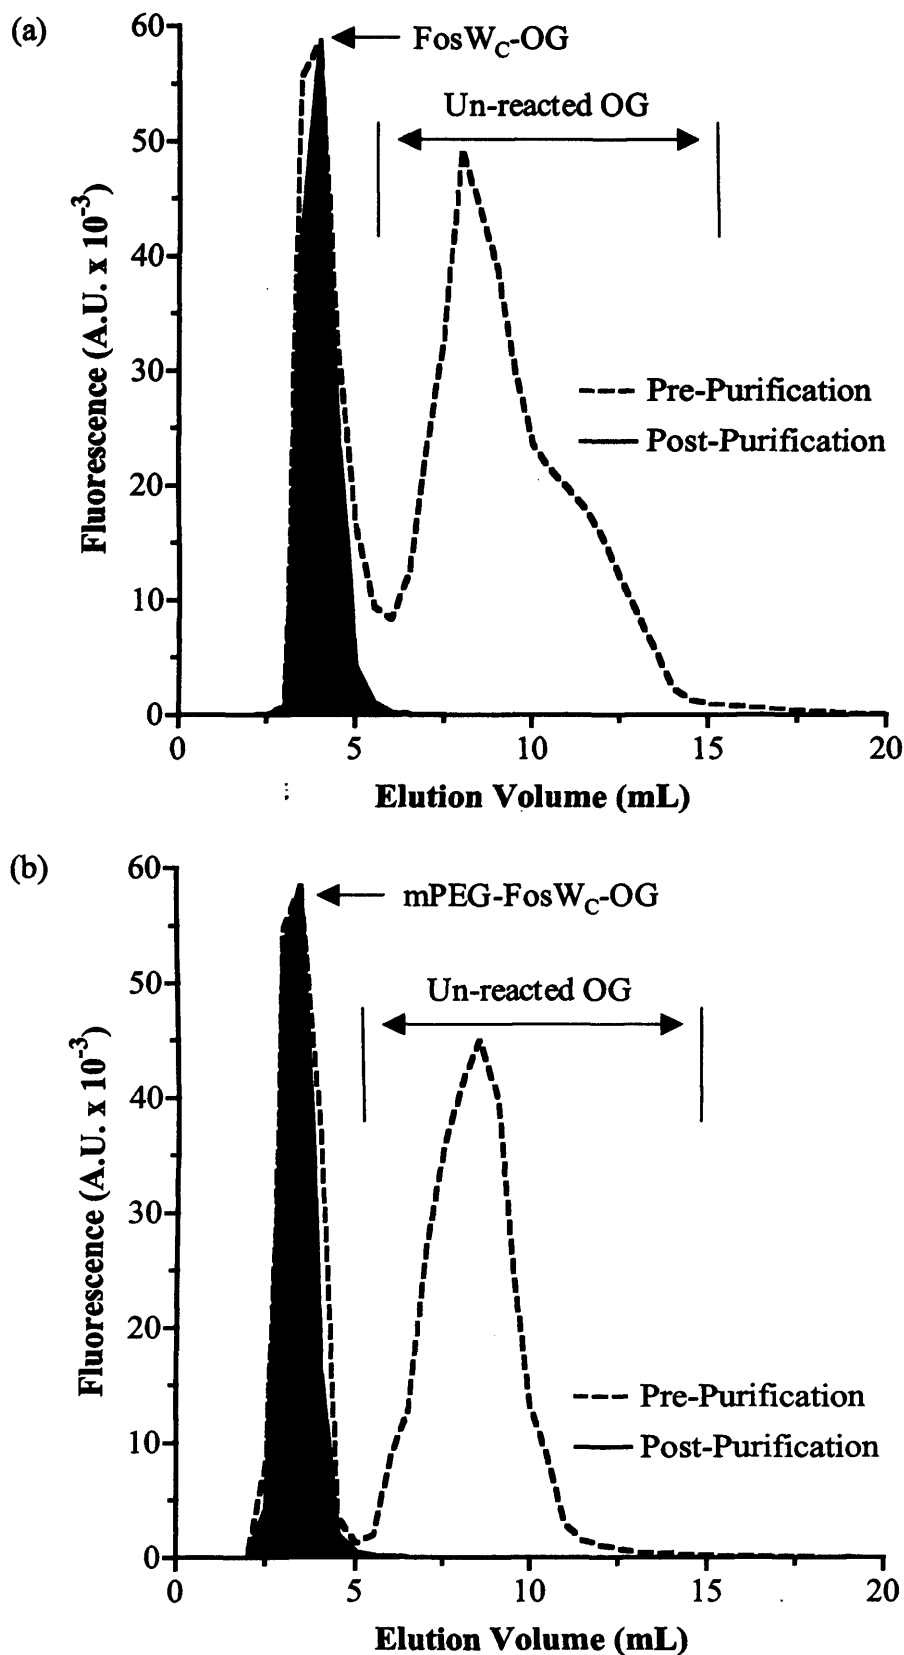 (a)
60
FosWC-OG
Un-reacted OG
50
40
30
20
10
0
Fluorescence (A.U. x 10-3)
Pre-Purification
Post-Purification
0 5 10 15 20
Elution Volume (mL)
(b)
60
mPEG-FosWC-OG
Un-reacted OG
50
40
30
20
10
0
Fluorescence (A.U. x 10-3)
Pre-Purification
Post-Purification
0 5 10 15 20
Elution Volume (mL)